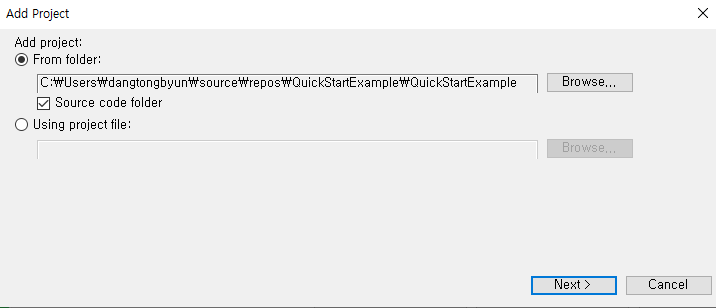 Add Project
Add project:
From folder:
C:₩Users₩dangtongbyun₩source₩repos₩QuickStartExample₩QuickStartExample
Browse...
Source code folder
Using project file:
Browse...
Next >
Cancel